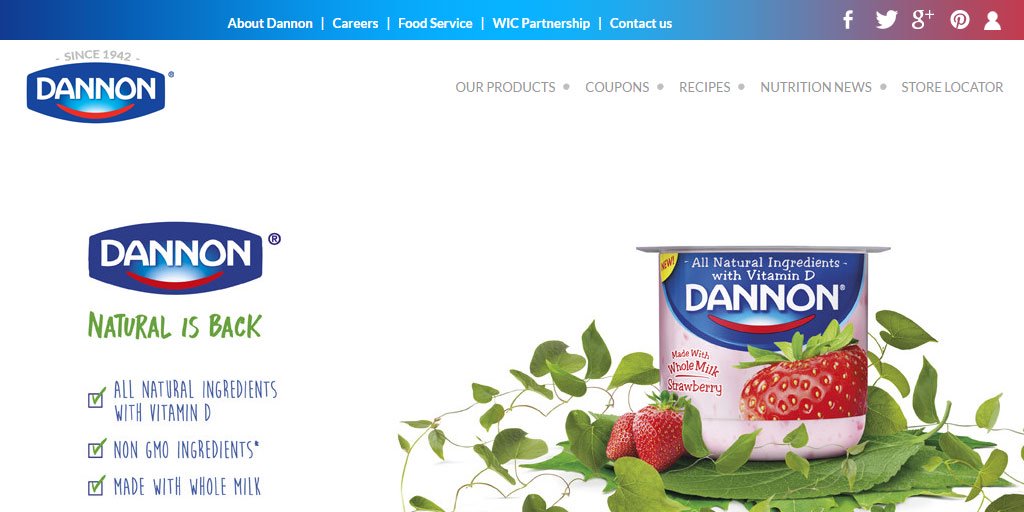 About Dannon | Careers | Food Service | WIC Partnership | Contact us
- SINCE 1942 -
DANNON®
OUR PRODUCTS • COUPONS • RECIPES • NUTRITION NEWS • STORE LOCATOR
DANNON®
NATURAL IS BACK
ALL NATURAL INGREDIENTS
WITH VITAMIN D
NON GMO INGREDIENTS*
MADE WITH WHOLE MILK
NEW!
- All Natural Ingredients -
with Vitamin D
DANNON®
Made With
Whole Milk
Strawberry